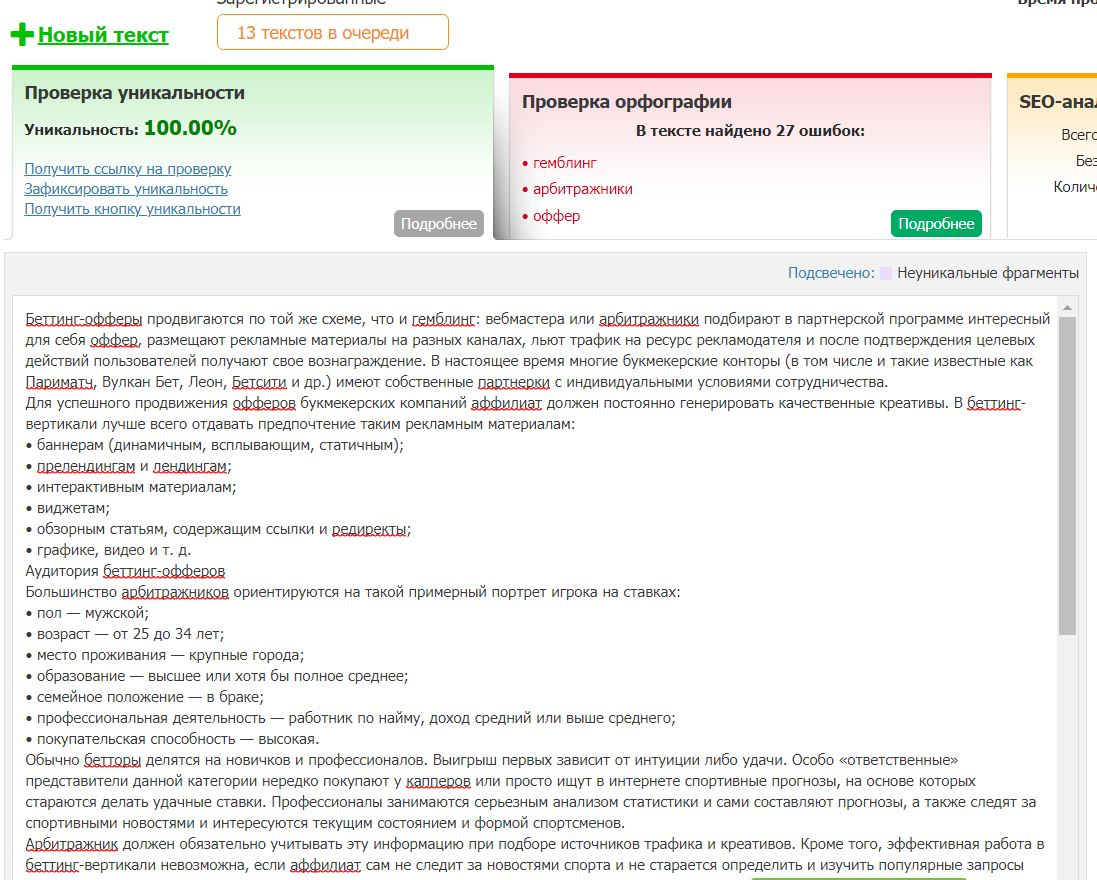 Зарегистрированные
Время про
Новый текст
13 текстов в очереди
Проверка уникальности
Уникальность: 100.00%
Получить ссылку на проверку
Зафиксировать уникальность
Получить кнопку уникальности
Подробнее
Проверка орфографии
В тексте найдено 27 ошибок:
• гемблинг
• арбитражники
• оффер
Подробнее
SEO-ана
Всего
Без
Колич
Подсвечено: Неуникальные фрагменты
Беттинг-офферы продвигаются по той же схеме, что и гемблинг: вебмастера или арбитражники подбирают в партнерской программе интересный
для себя оффер, размещают рекламные материалы на разных каналах, льют трафик на ресурс рекламодателя и после подтверждения целевых
действий пользователей получают свое вознаграждение. В настоящее время многие букмекерские конторы (в том числе и такие известные как
Париматч, Вулкан Бет, Леон, Бетсити и др.) имеют собственные партнерки с индивидуальными условиями сотрудничества.
Для успешного продвижения офферов букмекерских компаний аффилиат должен постоянно генерировать качественные креативы. В беттинг-
вертикали лучше всего отдавать предпочтение таким рекламным материалам:
• баннерам (динамичным, всплывающим, статичным);
• прелендингам и лендингам;
• интерактивным материалам;
• виджетам;
• обзорным статьям, содержащим ссылки и редиректы;
• графике, видео и т. д.
Аудитория беттинг-офферов
Большинство арбитражников ориентируются на такой примерный портрет игрока на ставках:
• пол — мужской;
• возраст — от 25 до 34 лет;
• место проживания — крупные города;
• образование — высшее или хотя бы полное среднее;
• семейное положение — в браке;
• профессиональная деятельность — работник по найму, доход средний или выше среднего;
• покупательская способность — высокая.
Обычно бетторы делятся на новичков и профессионалов. Выигрыш первых зависит от интуиции либо удачи. Особо «ответственные»
представители данной категории нередко покупают у капперов или просто ищут в интернете спортивные прогнозы, на основе которых
стараются делать удачные ставки. Профессионалы занимаются серьезным анализом статистики и сами составляют прогнозы, а также следят за
спортивными новостями и интересуются текущим состоянием и формой спортсменов.
Арбитражник должен обязательно учитывать эту информацию при подборе источников трафика и креативов. Кроме того, эффективная работа в
беттинг-вертикали невозможна, если аффилиат сам не следит за новостями спорта и не старается определить и изучить популярные запросы